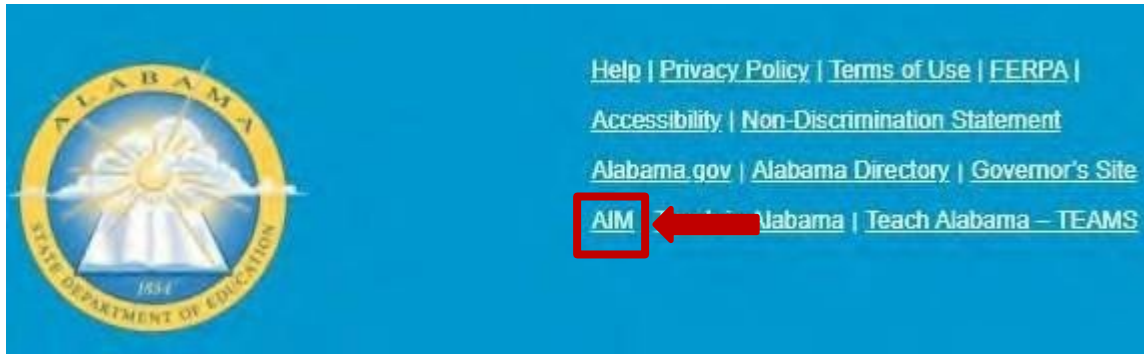 ALABAMA
STATE DEPARTMENT OF EDUCATION
1854
Help | Privacy Policy | Terms of Use | FERPA |
Accessibility | Non-Discrimination Statement
Alabama.gov | Alabama Directory | Governor's Site
AIM Alabama | Teach Alabama – TEAMS